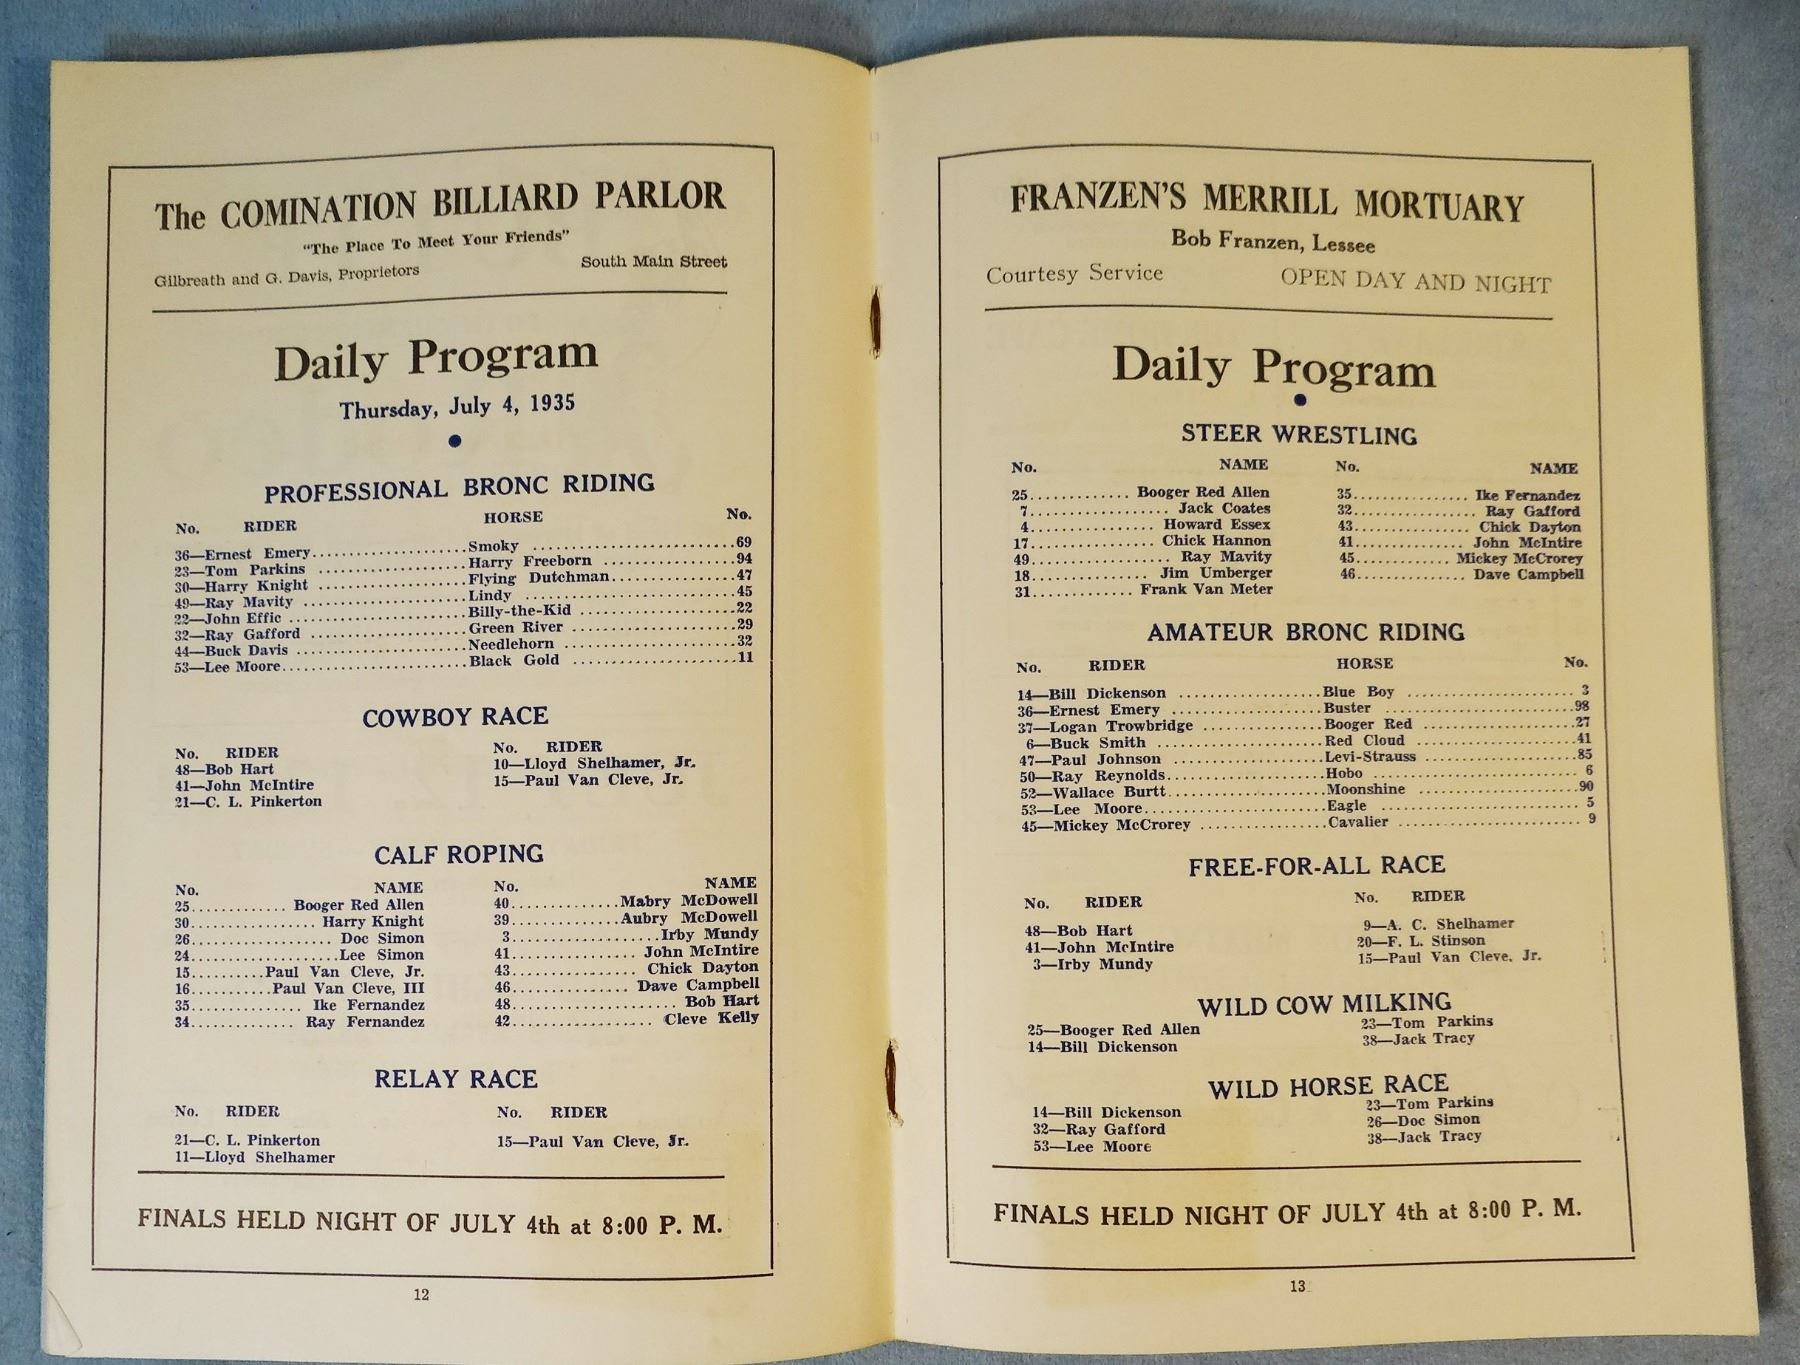 The COMINATION BILLIARD PARLOR
"The Place To Meet Your Friends"
Gilbreath and G. Davis, Proprietors South Main Street
Daily Program
Thursday, July 4, 1935
PROFESSIONAL BRONC RIDING
No. RIDER HORSE No.
36—Ernest Emery......................Smoky ..........................69
23—Tom Parkins .....................Harry Freeborn .................94
30—Harry Knight .....................Flying Dutchman................47
49—Ray Mavity .......................Lindy ...........................45
22—John Effic .........................Billy-the-Kid ....................22
32—Ray Gafford ......................Green River .....................29
44—Buck Davis ........................Needlehorn ......................32
53—Lee Moore..........................Black Gold ......................11
COWBOY RACE
No. RIDER No. RIDER
48—Bob Hart 10—Lloyd Shelhamer, Jr.
41—John McIntire 15—Paul Van Cleve, Jr.
21—C. L. Pinkerton
CALF ROPING
No. NAME No. NAME
25............. Booger Red Allen 40..............Mabry McDowell
30................. Harry Knight 39..............Aubry McDowell
26................... Doc Simon 3...................Irby Mundy
24....................Lee Simon 41................. John McIntire
15..........Paul Van Cleve, Jr. 43................. Chick Dayton
16...........Paul Van Cleve, III 46................ Dave Campbell
35............... Ike Fernandez 48....................... Bob Hart
34.............. Ray Fernandez 42................... Cleve Kelly
RELAY RACE
No. RIDER No. RIDER
21—C. L. Pinkerton 15—Paul Van Cleve, Jr.
11—Lloyd Shelhamer
FINALS HELD NIGHT OF JULY 4th at 8:00 P. M.
12
FRANZEN'S MERRILL MORTUARY
Bob Franzen, Lessee
Courtesy Service OPEN DAY AND NIGHT
Daily Program
STEER WRESTLING
No. NAME No. NAME
25............. Booger Red Allen 35................ Ike Fernandez
7................... Jack Coates 32................ Ray Gafford
4................. Howard Essex 43................ Chick Dayton
17................ Chick Hannon 41............... John McIntire
49.................. Ray Mavity 45............. Mickey McCrorey
18................ Jim Umberger 46............... Dave Campbell
31............. Frank Van Meter
AMATEUR BRONC RIDING
No. RIDER HORSE No.
14—Bill Dickenson ....................Blue Boy ....................... 3
36—Ernest Emery .....................Buster ..........................98
37—Logan Trowbridge .................Booger Red .....................27
6—Buck Smith .......................Red Cloud ......................41
47—Paul Johnson .....................Levi-Strauss ....................85
50—Ray Reynolds......................Hobo ............................ 6
52—Wallace Burtt......................Moonshine ......................90
53—Lee Moore..........................Eagle ........................... 5
45—Mickey McCrorey ..................Cavalier ......................... 9
FREE-FOR-ALL RACE
No. RIDER No. RIDER
48—Bob Hart 9—A. C. Shelhamer
41—John McIntire 20—F. L. Stinson
3—Irby Mundy 15—Paul Van Cleve, Jr.
WILD COW MILKING
25—Booger Red Allen 23—Tom Parkins
14—Bill Dickenson 38—Jack Tracy
WILD HORSE RACE
14—Bill Dickenson 23—Tom Parkins
32—Ray Gafford 26—Doc Simon
53—Lee Moore 38—Jack Tracy
FINALS HELD NIGHT OF JULY 4th at 8:00 P. M.
13